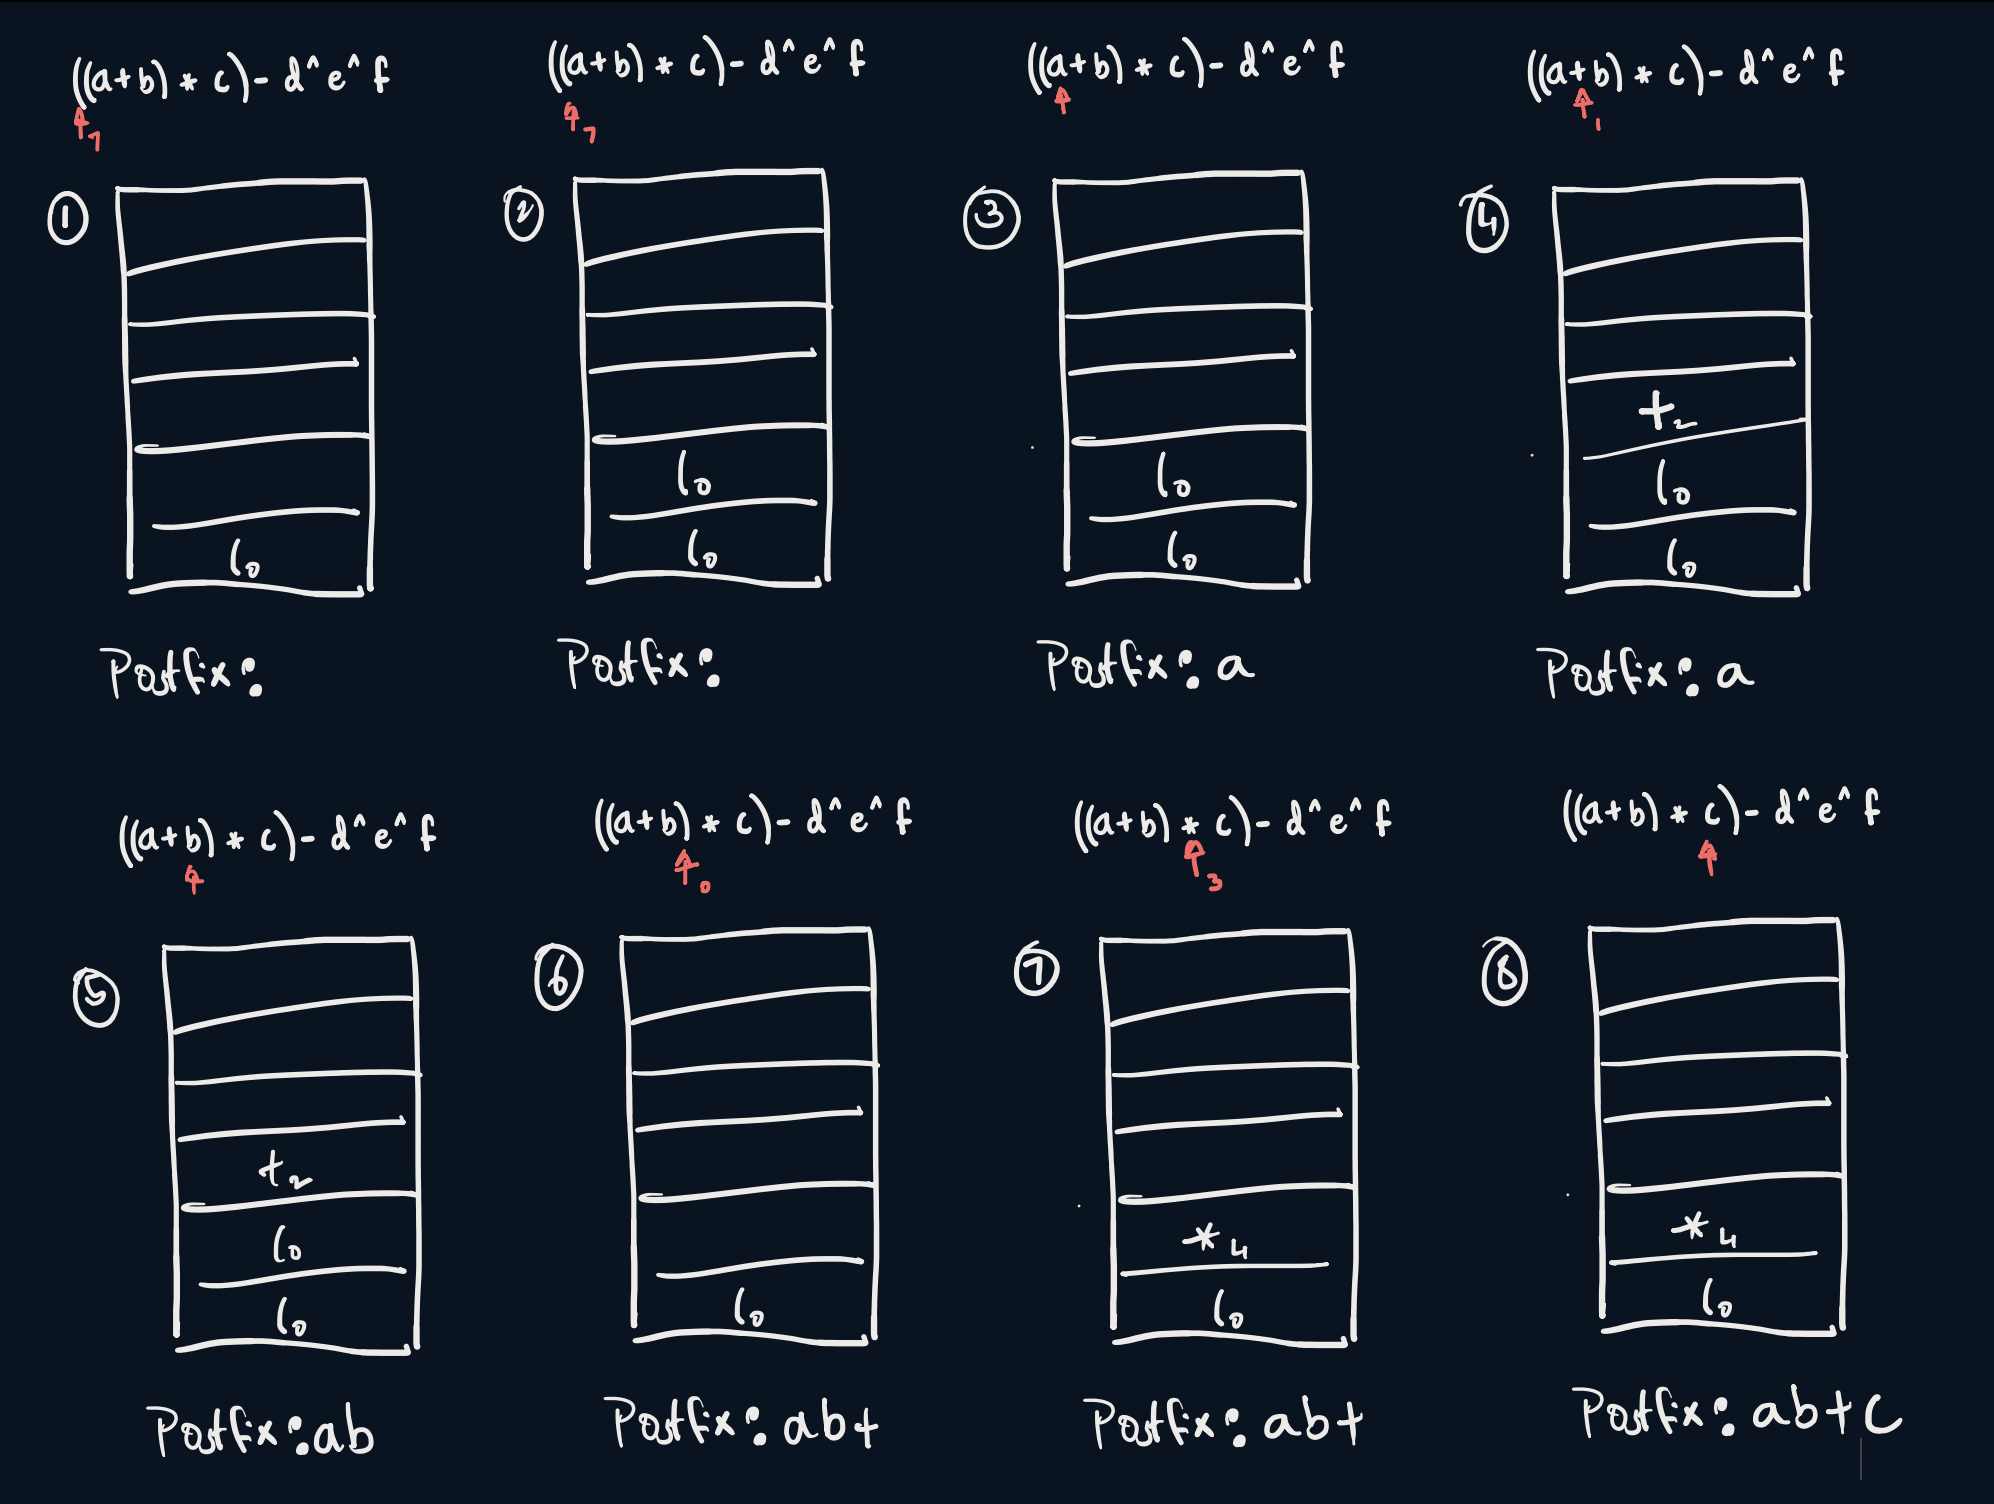 ((a+b) * c) - d^ e^ f
7
1
(0
Postfix:
((a+b) * c) - d^ e^ f
7
2
(0
(0
Postfix:
((a+b) * c) - d^ e^ f
3
(0
(0
Postfix: a
((a+b) * c) - d^ e^ f
1
4
+2
(0
(0
Postfix: a
((a+b) * c) - d^ e^ f
5
+2
(0
(0
Postfix: ab
((a+b) * c) - d^ e^ f
0
6
(0
Postfix: ab+
((a+b) * c) - d^ e^ f
3
7
*4
(0
Postfix: ab+
((a+b) * c) - d^ e^ f
8
*4
(0
Postfix: ab+c